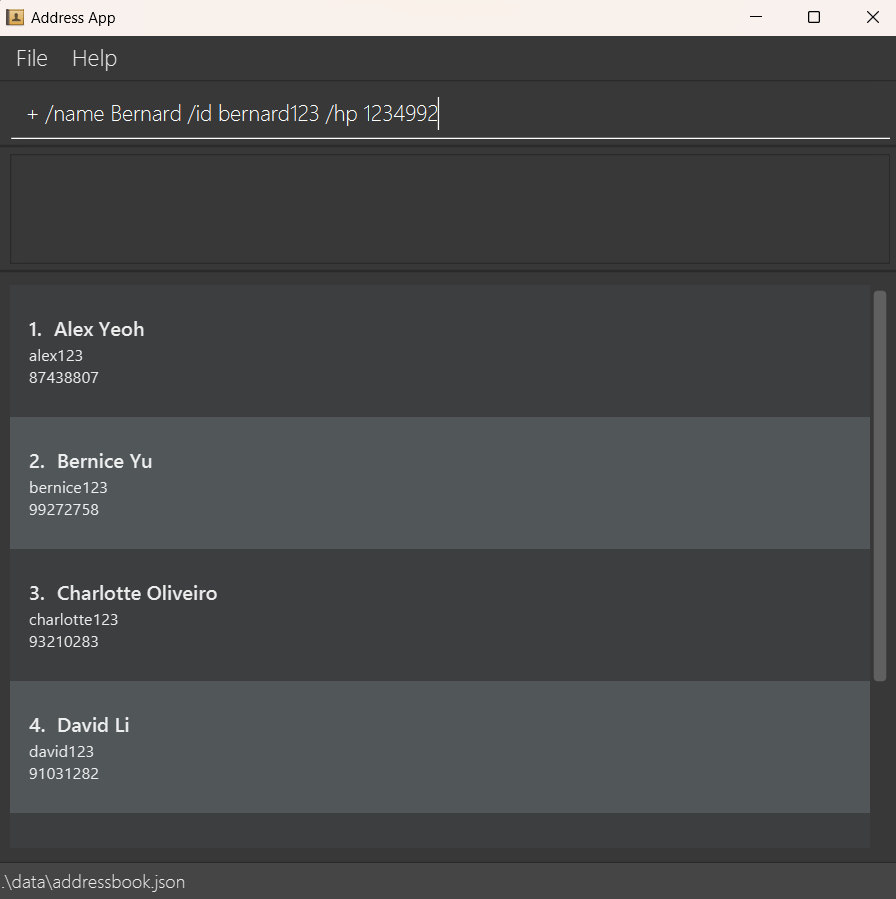 Address App
File Help
+ /name Bernard /id bernard123 /hp 1234992
1. Alex Yeoh
alex123
87438807
2. Bernice Yu
bernice123
99272758
3. Charlotte Oliveiro
charlotte123
93210283
4. David Li
david123
91031282
.\data\addressbook.json